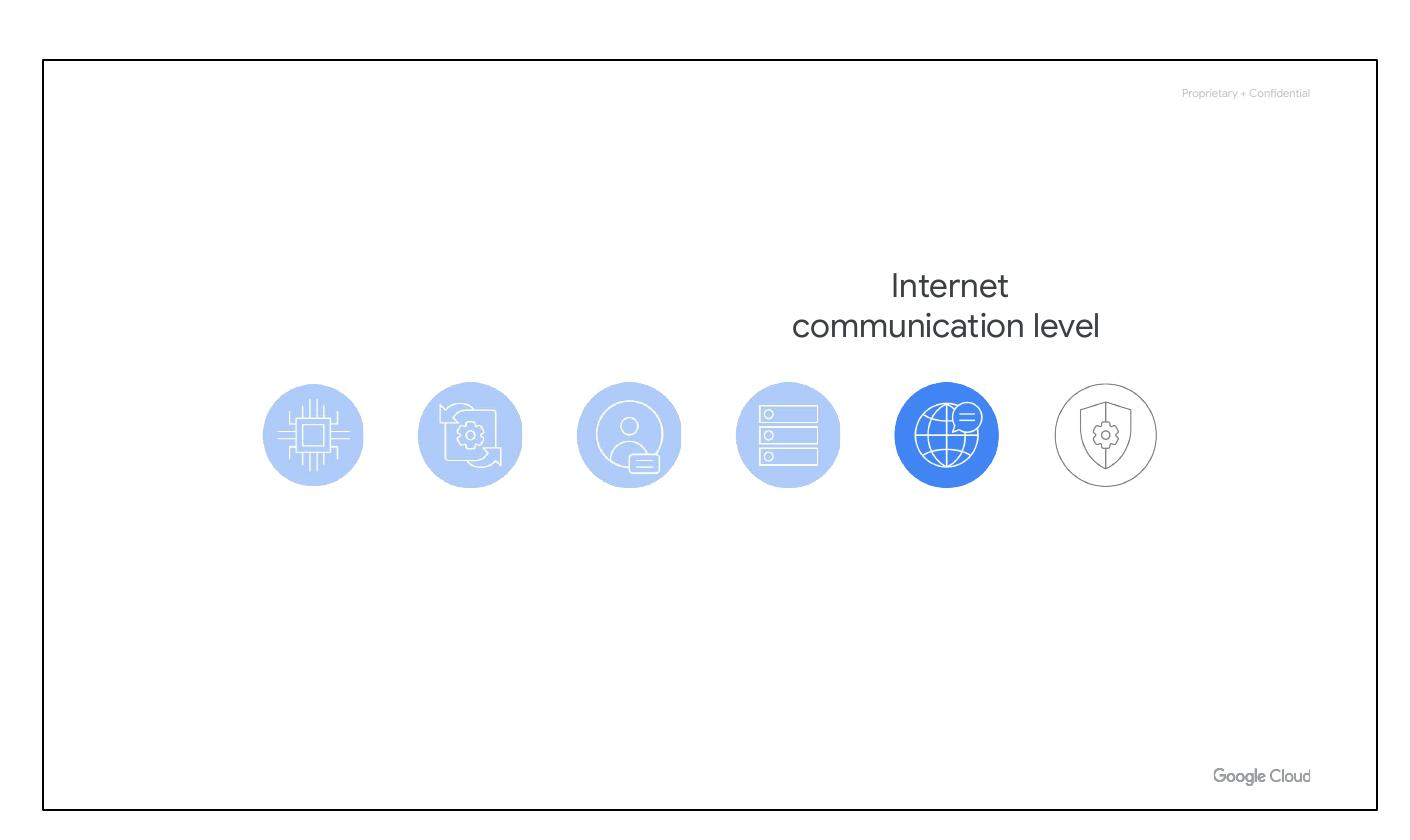 Proprietary + Confidential
Internet
communication level
Google Cloud